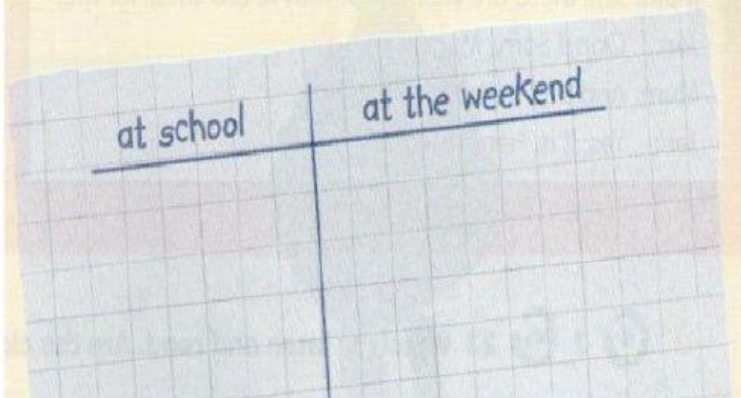 at school at the weekend